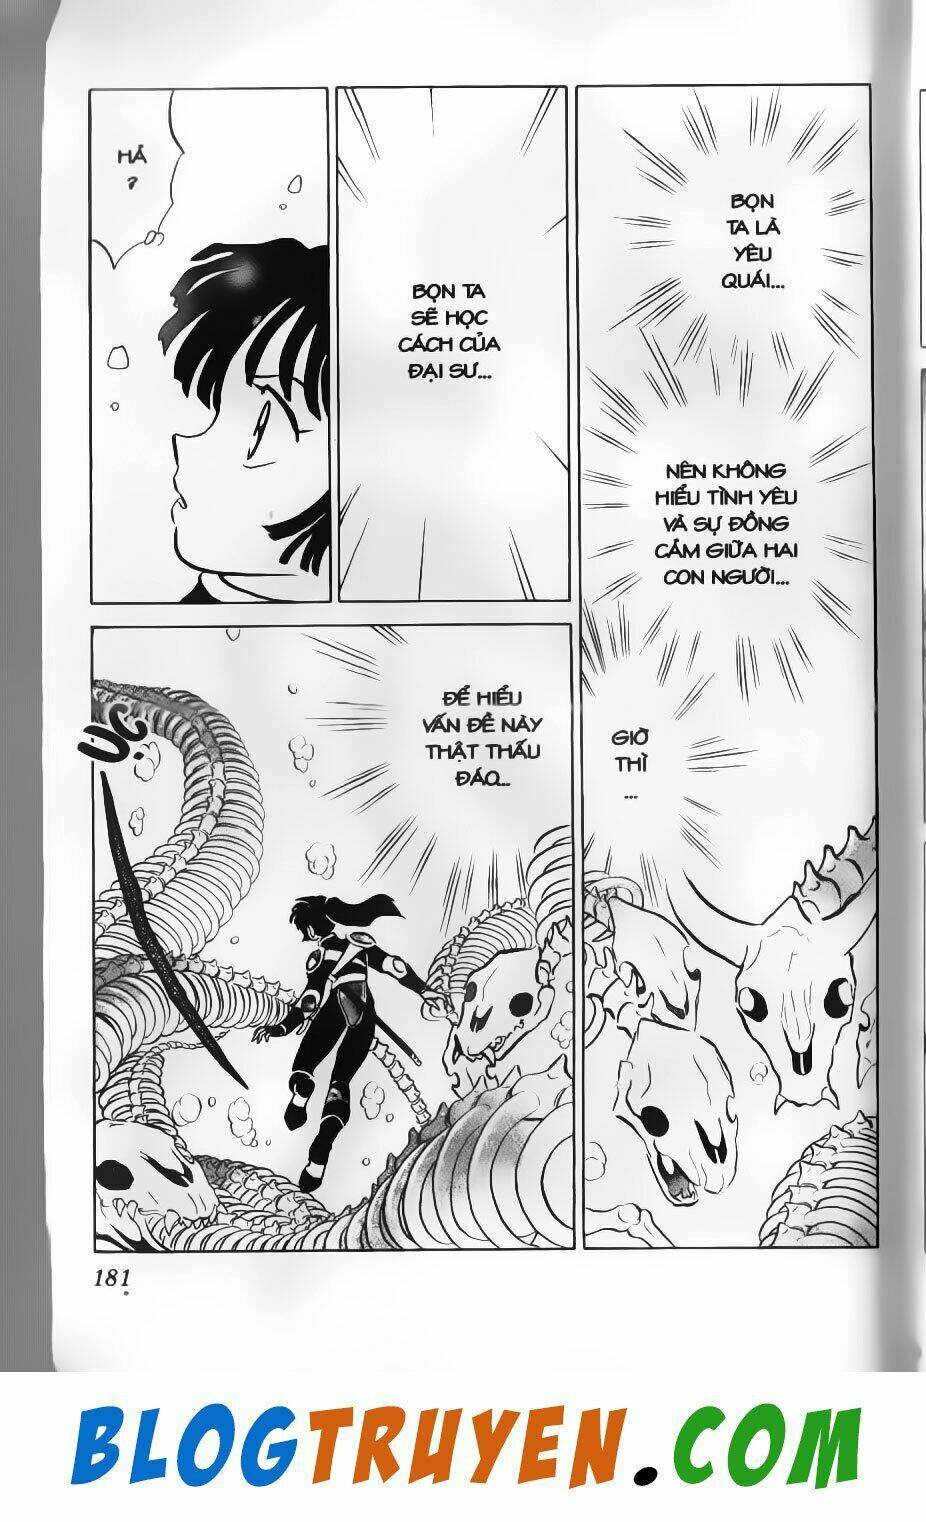 BỌN
TA LÀ
YÊU
QUÁI...
NÊN KHÔNG
HIỂU TÌNH YÊU
VÀ SỰ ĐỒNG
CẢM GIỮA HAI
CON NGƯỜI...
GIỜ
THÌ
...
BỌN TA
SẼ HỌC
CÁCH CỦA
ĐẠI SƯ...
HẢ
?
ĐỂ HIỂU
VẤN ĐỀ NÀY
THẬT THẤU
ĐÁO...
ỰC
181
BLOGTRUYEN.COM